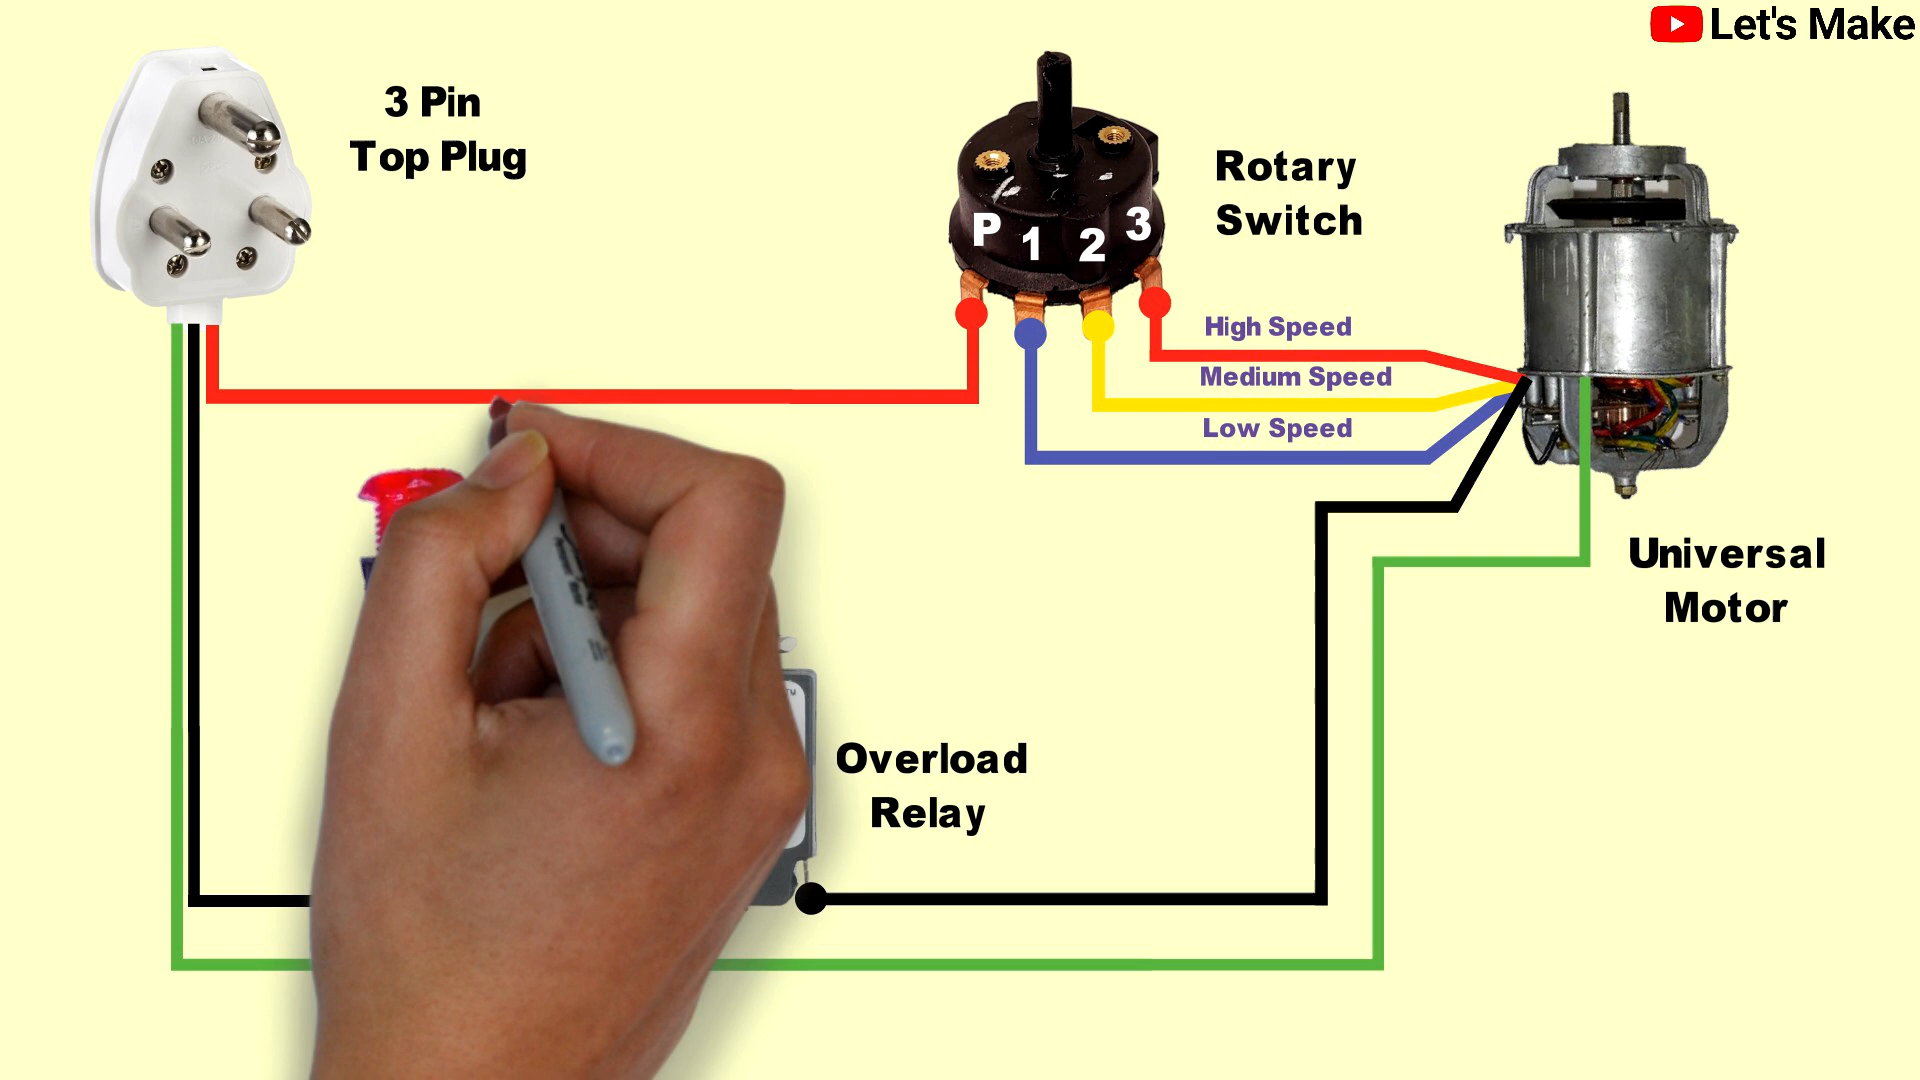 Let's Make
3 Pin
Top Plug
Rotary
Switch
P 1 2 3
High Speed
Medium Speed
Low Speed
Universal
Motor
Overload
Relay
TM